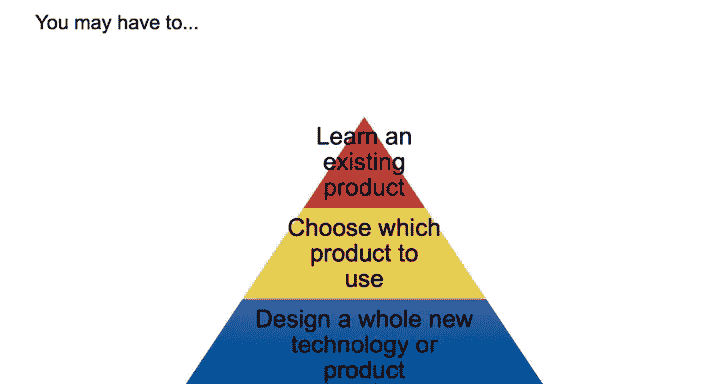 You may have to...
Learn an
existing
product
Choose which
product to
use
Design a whole new
technology or
product